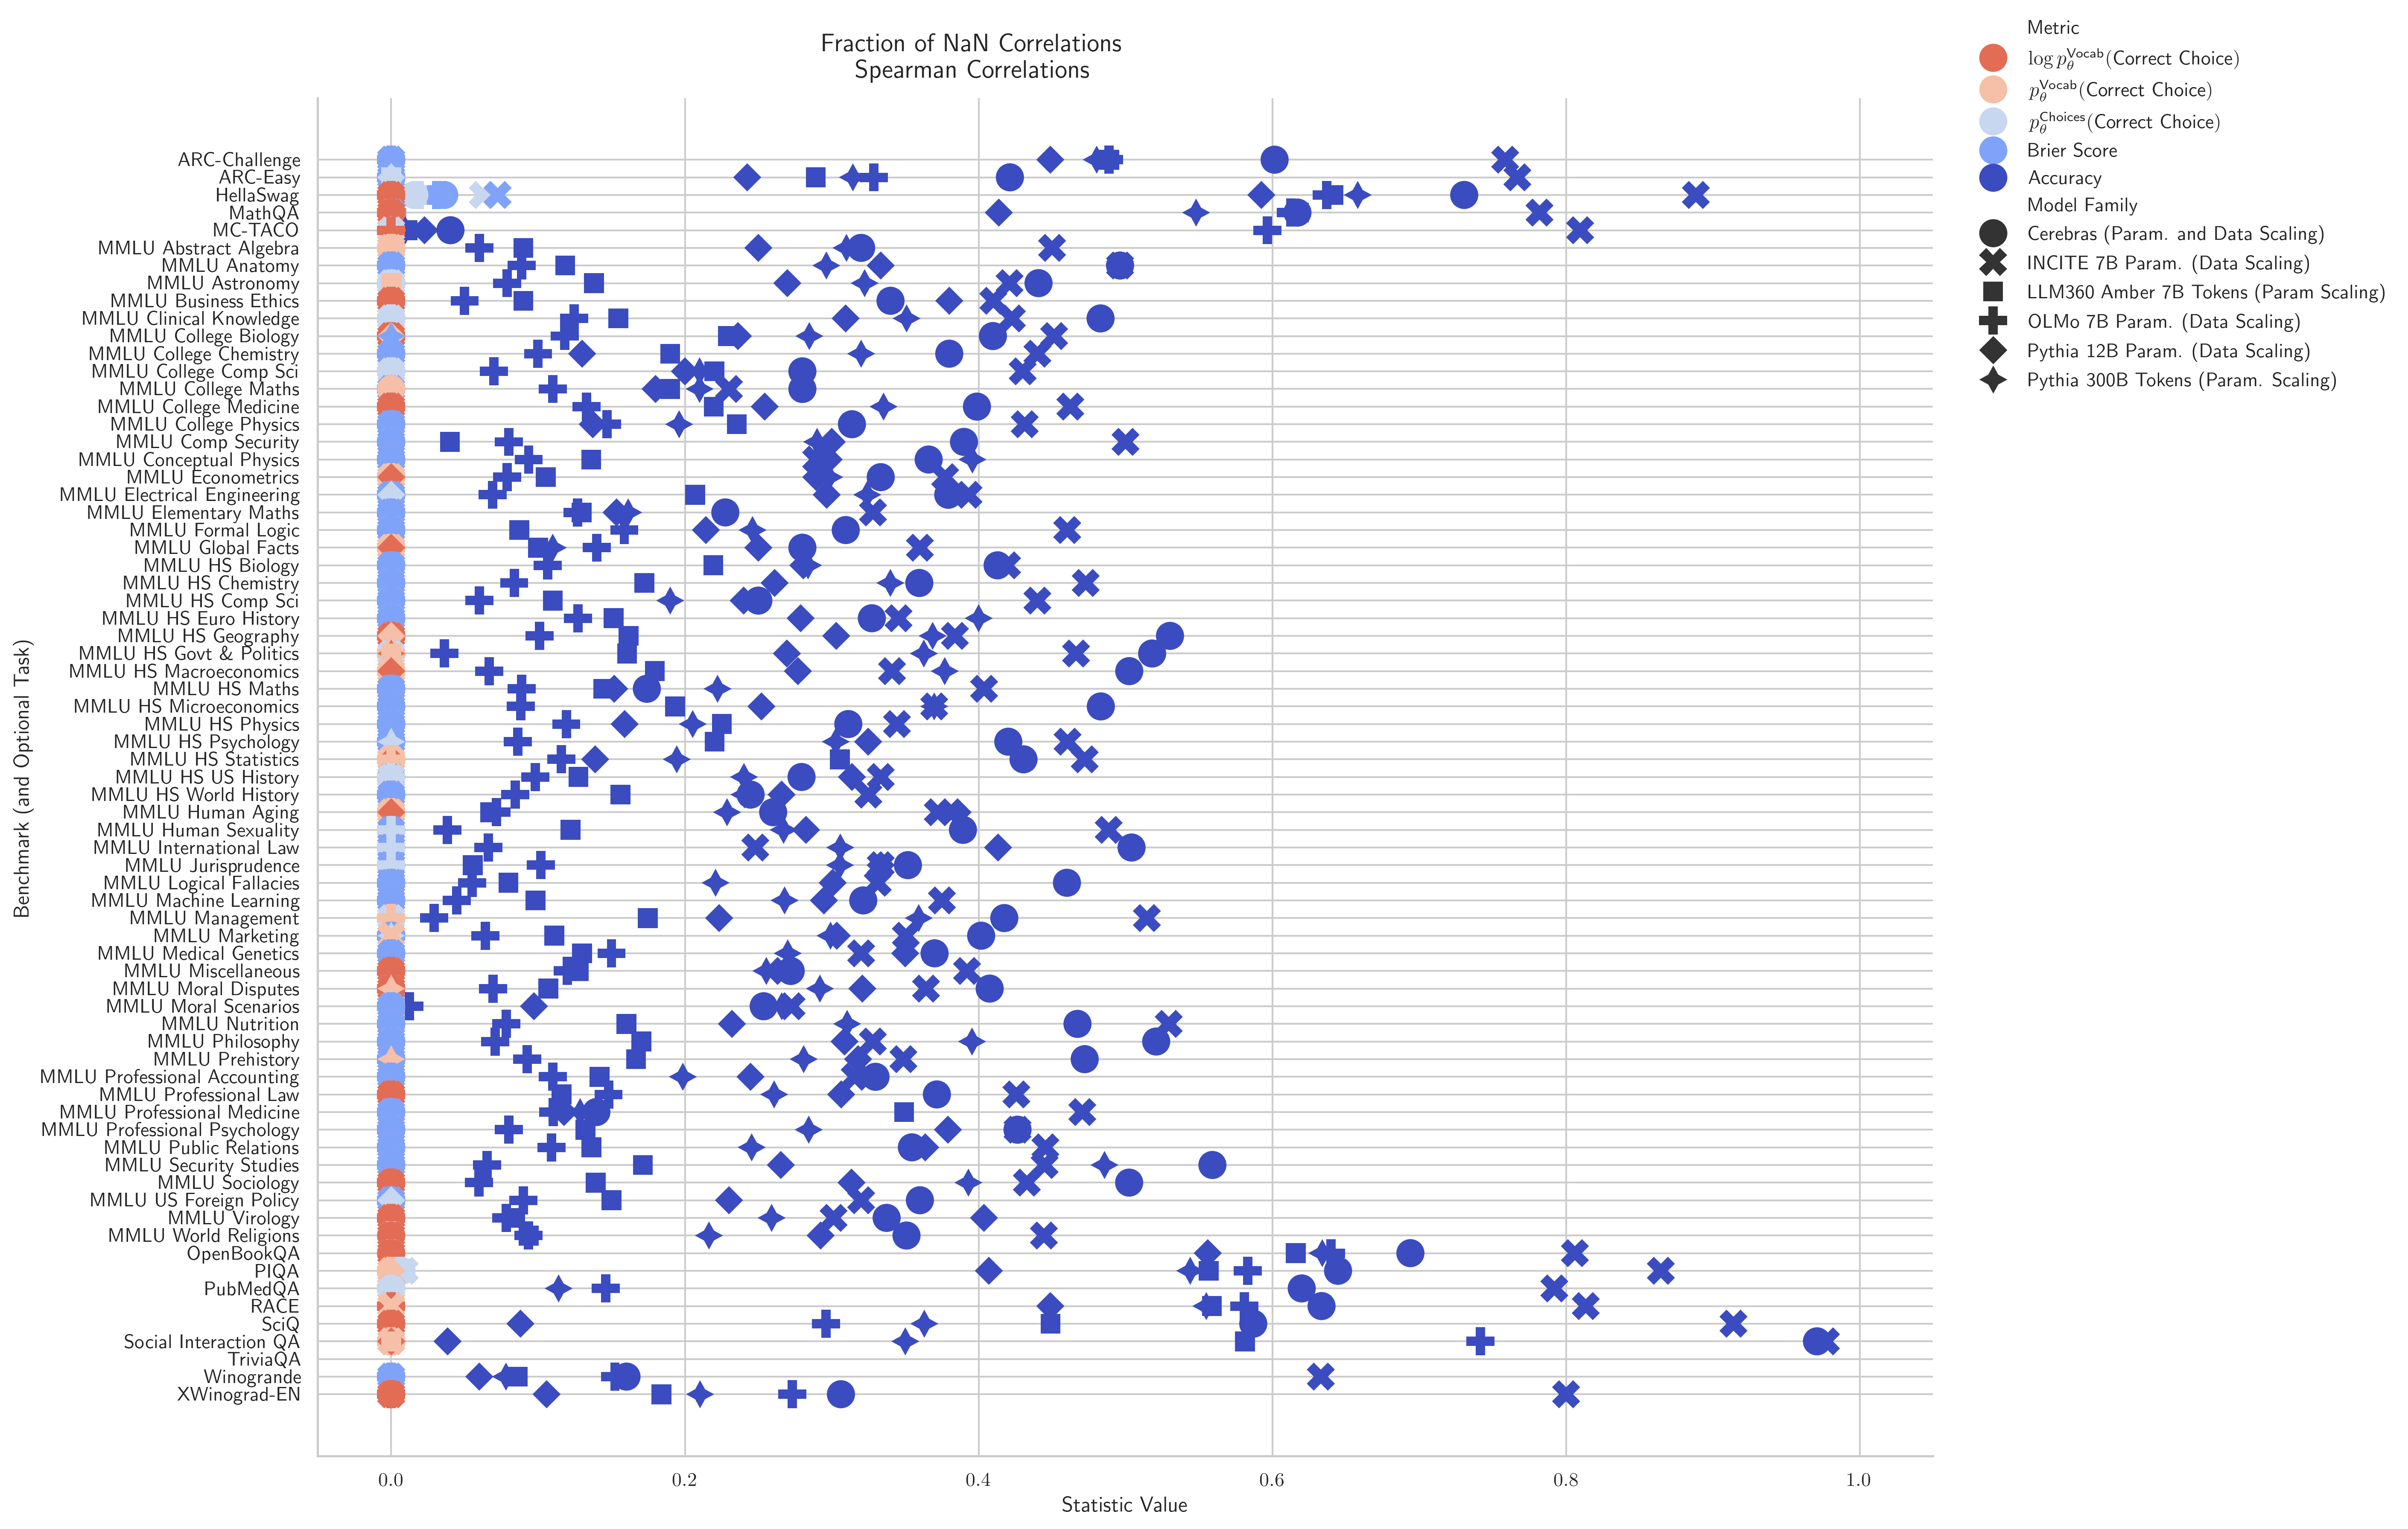 Fraction of NaN Correlations
Spearman Correlations
Metric
log p_θ^Vocab(Correct Choice)
p_θ^Vocab(Correct Choice)
p_θ^Choices(Correct Choice)
Brier Score
Accuracy
Model Family
Cerebras (Param. and Data Scaling)
INCITE 7B Param. (Data Scaling)
LLM360 Amber 7B Tokens (Param Scaling)
OLMo 7B Param. (Data Scaling)
Pythia 12B Param. (Data Scaling)
Pythia 300B Tokens (Param. Scaling)
Benchmark (and Optional Task)
ARC-Challenge
ARC-Easy
HellaSwag
MathQA
MC-TACO
MMLU Abstract Algebra
MMLU Anatomy
MMLU Astronomy
MMLU Business Ethics
MMLU Clinical Knowledge
MMLU College Biology
MMLU College Chemistry
MMLU College Comp Sci
MMLU College Maths
MMLU College Medicine
MMLU College Physics
MMLU Comp Security
MMLU Conceptual Physics
MMLU Econometrics
MMLU Electrical Engineering
MMLU Elementary Maths
MMLU Formal Logic
MMLU Global Facts
MMLU HS Biology
MMLU HS Chemistry
MMLU HS Comp Sci
MMLU HS Euro History
MMLU HS Geography
MMLU HS Govt & Politics
MMLU HS Macroeconomics
MMLU HS Maths
MMLU HS Microeconomics
MMLU HS Physics
MMLU HS Psychology
MMLU HS Statistics
MMLU HS US History
MMLU HS World History
MMLU Human Aging
MMLU Human Sexuality
MMLU International Law
MMLU Jurisprudence
MMLU Logical Fallacies
MMLU Machine Learning
MMLU Management
MMLU Marketing
MMLU Medical Genetics
MMLU Miscellaneous
MMLU Moral Disputes
MMLU Moral Scenarios
MMLU Nutrition
MMLU Philosophy
MMLU Prehistory
MMLU Professional Accounting
MMLU Professional Law
MMLU Professional Medicine
MMLU Professional Psychology
MMLU Public Relations
MMLU Security Studies
MMLU Sociology
MMLU US Foreign Policy
MMLU Virology
MMLU World Religions
OpenBookQA
PIQA
PubMedQA
RACE
SciQ
Social Interaction QA
TriviaQA
Winogrande
XWinograd-EN
0.0 0.2 0.4 0.6 0.8 1.0
Statistic Value